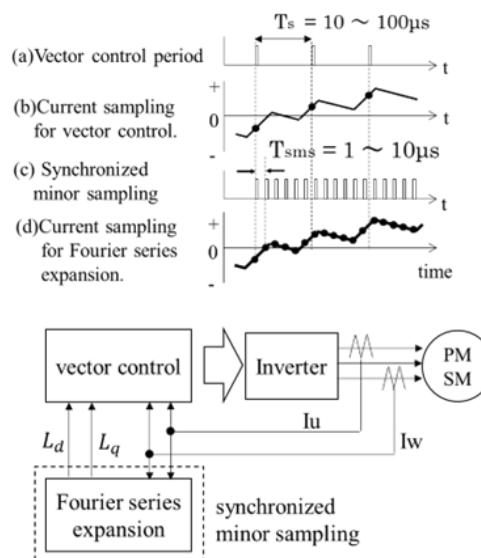 Ts = 10 ~ 100μs
(a)Vector control period
t
(b)Current sampling
for vector control.
+
0
-
t
Tsms = 1 ~ 10μs
(c) Synchronized
minor sampling
t
(d)Current sampling
for Fourier series
expansion.
+
0
-
time
vector control
Inverter
PM
SM
Iu
Iw
Ld
Lq
Fourier series
expansion
synchronized
minor sampling